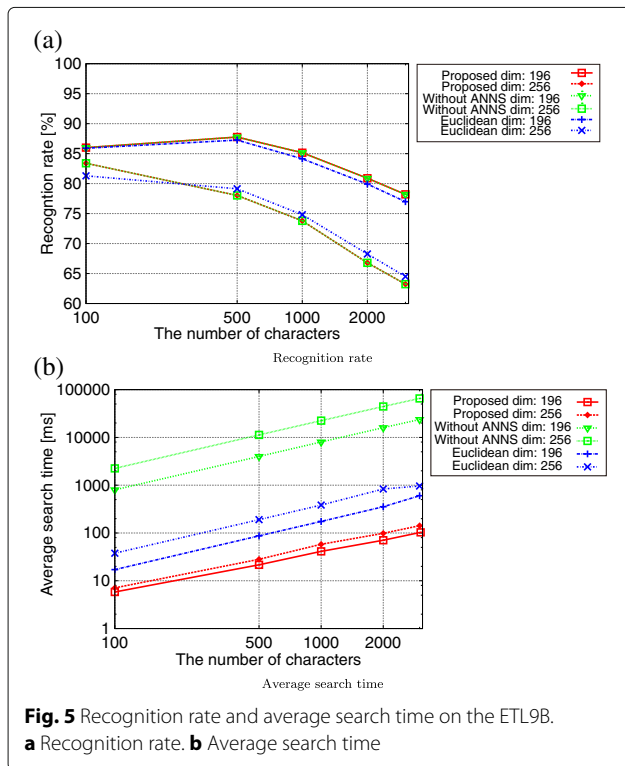 (a)
Recogntion rate [%]
100
95
90
85
80
75
70
65
60
100 500 1000 2000
The number of characters
Proposed dim: 196
Proposed dim: 256
Without ANNS dim: 196
Without ANNS dim: 256
Euclidean dim: 196
Euclidean dim: 256
Recognition rate
(b)
Average search time [ms]
100000
10000
1000
100
10
1
100 500 1000 2000
The number of characters
Proposed dim: 196
Proposed dim: 256
Without ANNS dim: 196
Without ANNS dim: 256
Euclidean dim: 196
Euclidean dim: 256
Average search time
Fig. 5 Recognition rate and average search time on the ETL9B.
a Recognition rate. b Average search time